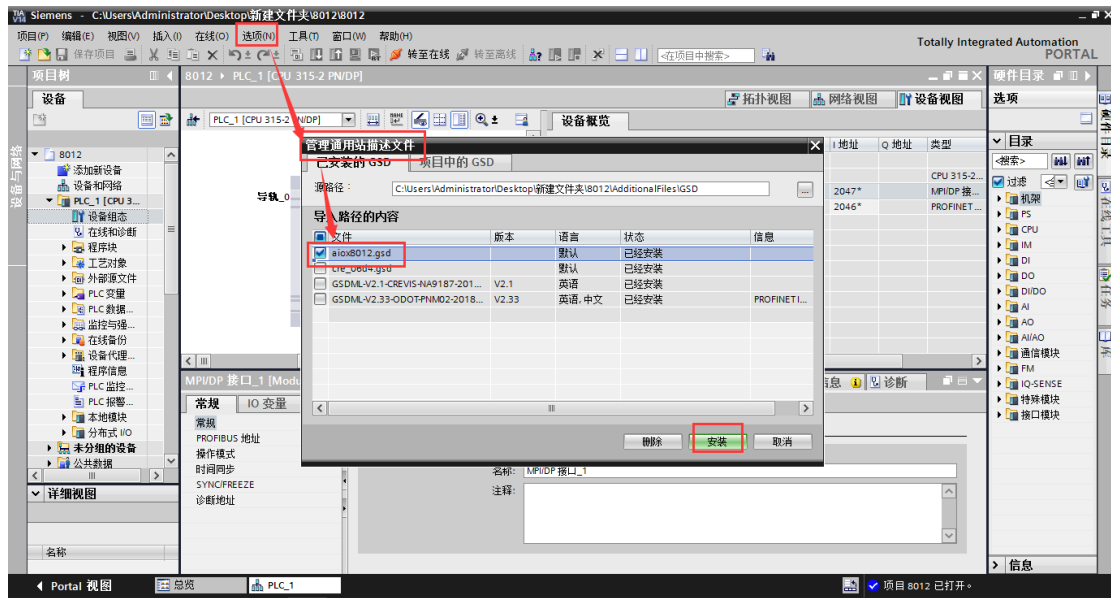 Siemens - C:\Users\Administrator\Desktop\新建文件夹\8012\8012
项目(P) 编辑(E) 视图(V) 插入(I) 在线(O) 选项(N) 工具(T) 窗口(W) 帮助(H)
保存项目 转至在线 转至离线 <在项目中搜索>
Totally Integrated Automation
PORTAL
项目树
8012 PLC_1 [CPU 315-2 PN/DP]
硬件目录
设备
拓扑视图 网络视图 设备视图
选项
PLC_1 [CPU 315-2 PN/DP]
设备概览
设备与网络
8012
添加新设备
设备和网络
PLC_1 [CPU 3...
设备组态
在线和诊断
程序块
工艺对象
外部源文件
PLC 变量
PLC 数据...
监控与强...
在线备份
设备代理...
程序信息
PLC 监控...
PLC 报警...
本地模块
分布式 I/O
未分组的设备
公共数据
详细视图
名称
导轨_0
管理通用站描述文件
已安装的 GSD 项目中的 GSD
源路径: C:\Users\Administrator\Desktop\新建文件夹\8012\AdditionalFiles\GSD ...
导入路径的内容
文件 版本 语言 状态 信息
aiox8012.gsd 默认 已经安装
cre_0604.gsd 默认 已经安装
GSDML-V2.1-CREVIS-NA9187-201... V2.1 英语 已经安装
GSDML-V2.33-ODOT-PNM02-2018... V2.33 英语, 中文 已经安装 PROFINET I...
删除 安装 取消
I 地址 Q 地址 类型
CPU 315-2...
2047* MPI/DP 接...
2046* PROFINET...
MPI/DP 接口_1 [Modu
信息 诊断
常规 IO 变量
常规
PROFIBUS 地址
操作模式
时间同步
SYNC/FREEZE
诊断地址
名称: MPI/DP 接口_1
注释:
目录
<搜索>
过滤
机架
PS
CPU
IM
DI
DO
DI/DO
AI
AO
AI/AO
通信模块
FM
IQ-SENSE
特殊模块
接口模块
信息
硬件目录
在线工具
任务
库
Portal 视图 总览 PLC_1 项目 8012 已打开。